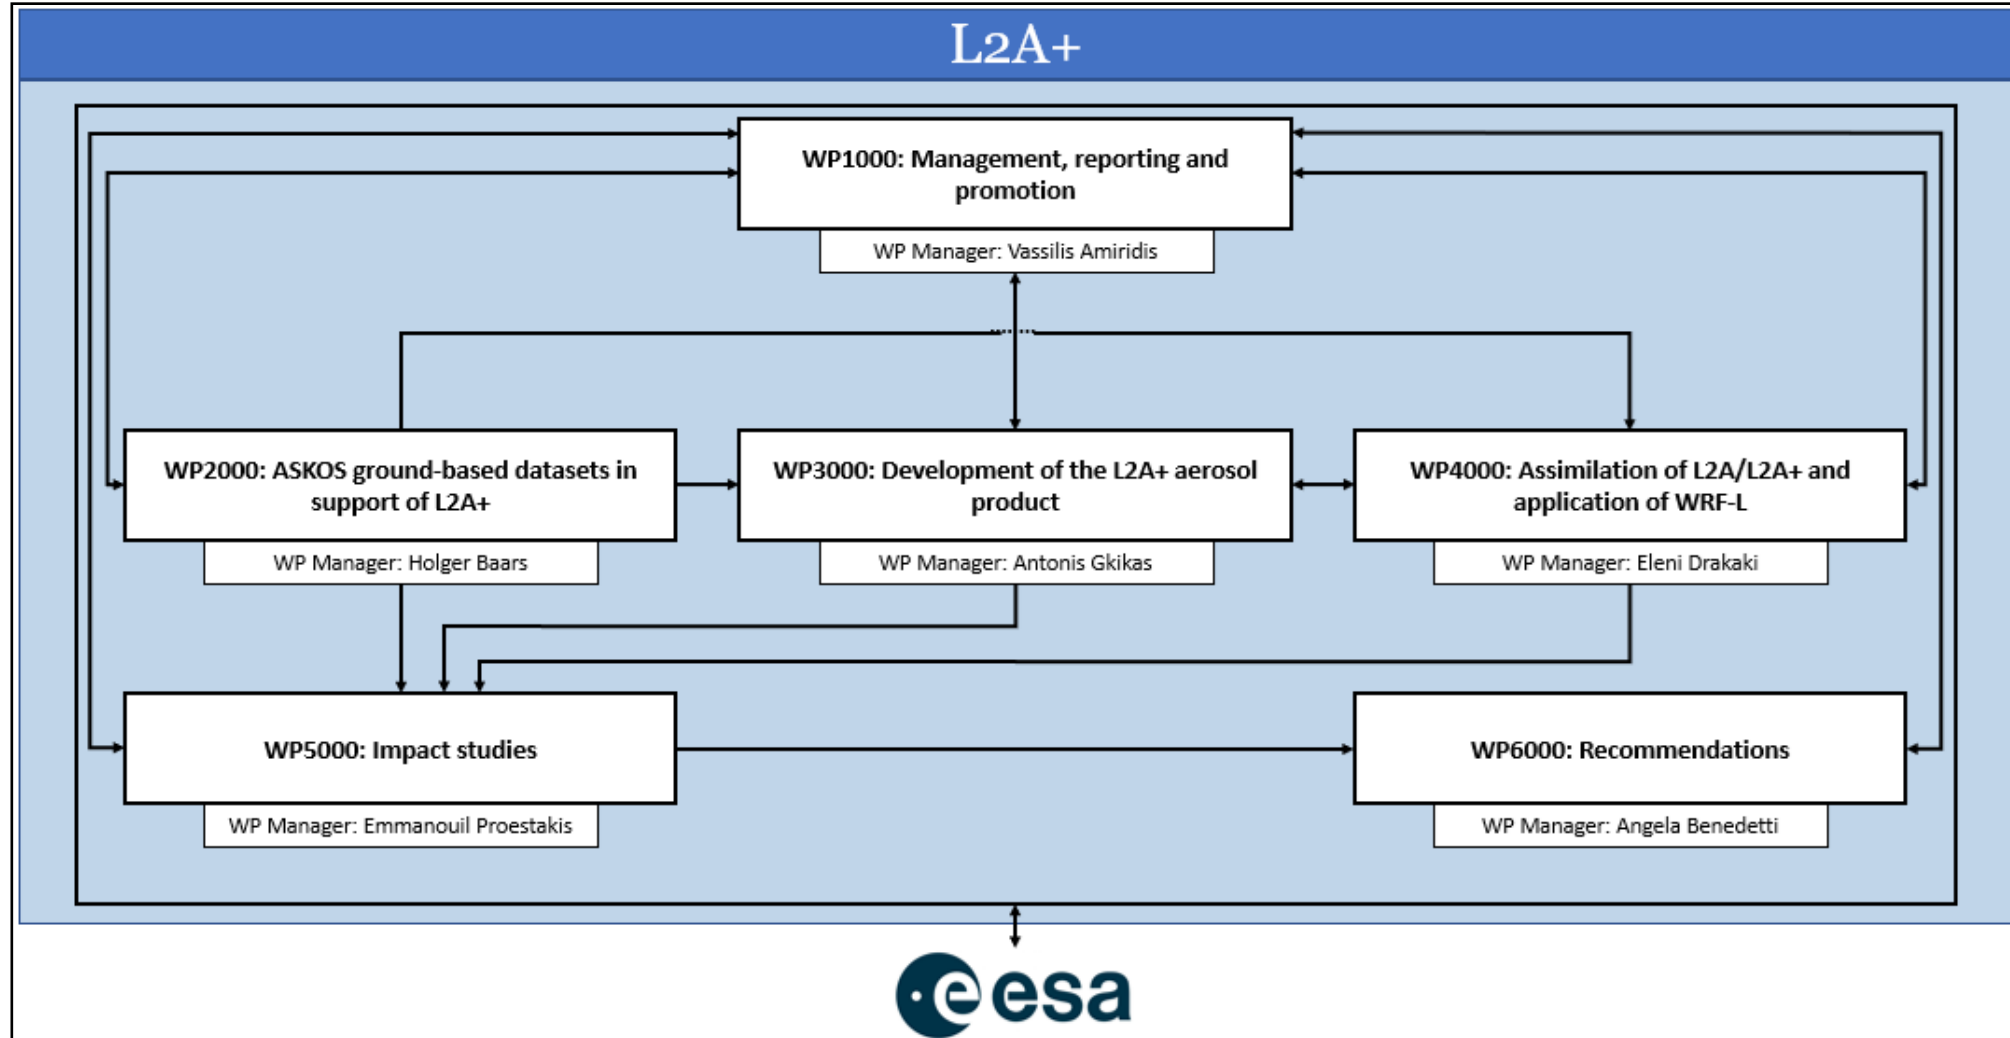 L2A+
WP1000: Management, reporting and
promotion
WP Manager: Vassilis Amiridis
WP2000: ASKOS ground-based datasets in
support of L2A+
WP Manager: Holger Baars
WP3000: Development of the L2A+ aerosol
product
WP Manager: Antonis Gkikas
WP4000: Assimilation of L2A/L2A+ and
application of WRF-L
WP Manager: Eleni Drakaki
WP5000: Impact studies
WP Manager: Emmanouil Proestakis
WP6000: Recommendations
WP Manager: Angela Benedetti
esa